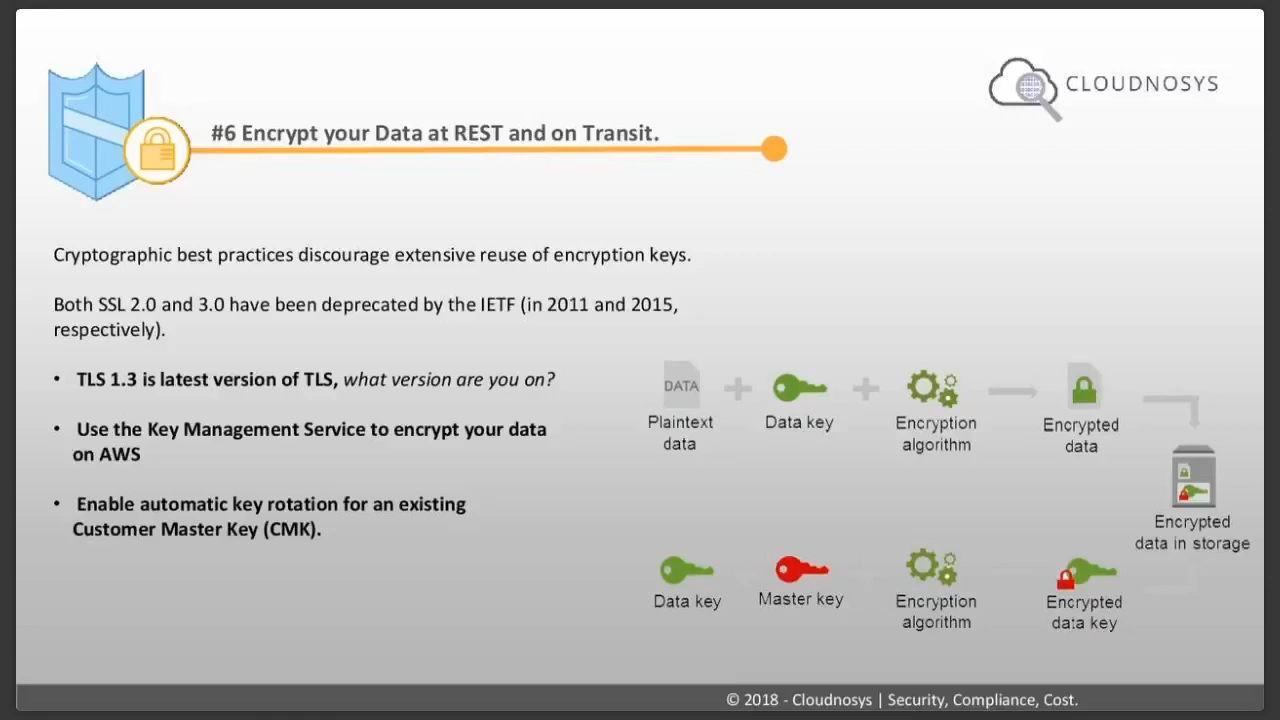 CLOUDNOSYS
#6 Encrypt your Data at REST and on Transit.
Cryptographic best practices discourage extensive reuse of encryption keys.
Both SSL 2.0 and 3.0 have been deprecated by the IETF (in 2011 and 2015,
respectively).
• TLS 1.3 is latest version of TLS, what version are you on?
• Use the Key Management Service to encrypt your data
on AWS
• Enable automatic key rotation for an existing
Customer Master Key (CMK).
DATA
Plaintext
data
Data key
Encryption
algorithm
Encrypted
data
Encrypted
data in storage
Data key
Master key
Encryption
algorithm
Encrypted
data key
© 2018 - Cloudnosys | Security, Compliance, Cost.